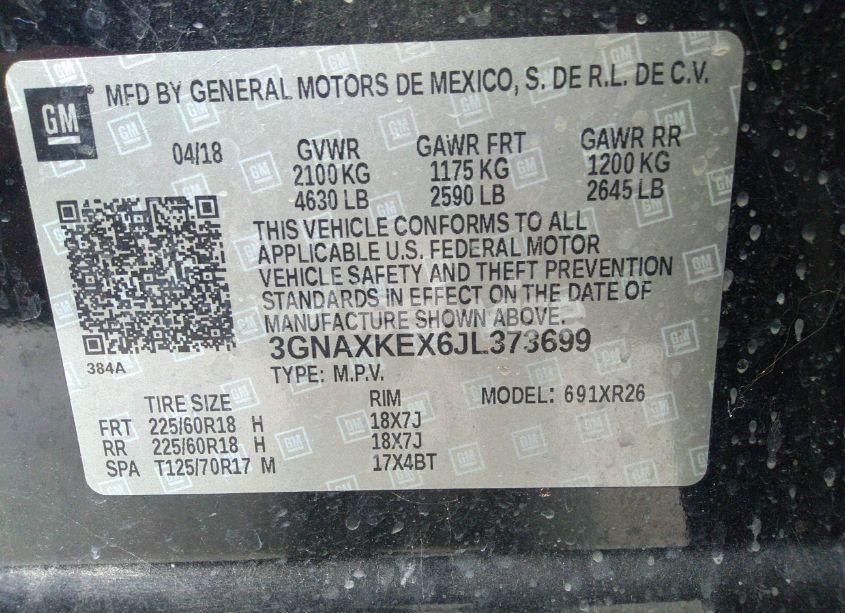 GM MFD BY GENERAL MOTORS DE MEXICO, S. DE R.L. DE C.V.
04/18 GVWR GAWR FRT GAWR RR
2100 KG 1175 KG 1200 KG
4630 LB 2590 LB 2645 LB
THIS VEHICLE CONFORMS TO ALL
APPLICABLE U.S. FEDERAL MOTOR
VEHICLE SAFETY AND THEFT PREVENTION
STANDARDS IN EFFECT ON THE DATE OF
MANUFACTURE SHOWN ABOVE.
3GNAXKEX6JL373699
384A
TYPE: M.P.V.
TIRE SIZE RIM MODEL: 691XR26
FRT 225/60R18 H 18X7J
RR 225/60R18 H 18X7J
SPA T125/70R17 M 17X4BT